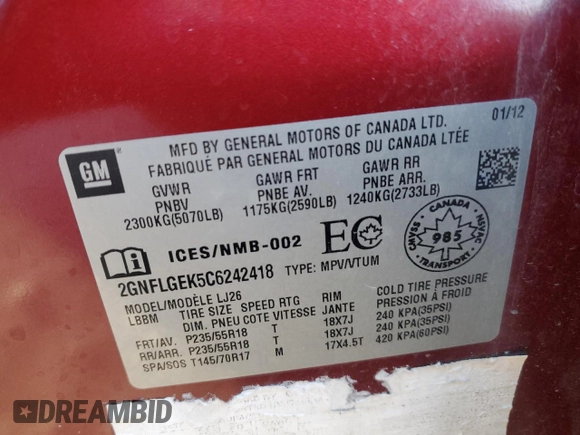 01/12
MFD BY GENERAL MOTORS OF CANADA LTD.
FABRIQUÉ PAR GENERAL MOTORS DU CANADA LTÉE
GM
GVWR GAWR FRT GAWR RR
PNBV PNBE AV. PNBE ARR.
2300KG(5070LB) 1175KG(2590LB) 1240KG(2733LB)
ICES/NMB-002 EC
CANADA CMVSS 985 NSVAC CANADA
2GNFLGEK5C6242418 TYPE: MPV/VTUM
MODEL/MODÈLE LJ26
COLD TIRE PRESSURE
LBBM TIRE SIZE SPEED RTG RIM PRESSION À FROID
DIM. PNEU COTE VITESSE JANTE
FRT/AV. P235/55R18 T 18X7J 240 KPA(35PSI)
RR/ARR. P235/55R18 T 18X7J 240 KPA(35PSI)
SPA/SOS T145/70R17 M 17X4.5T 420 KPA(60PSI)
DREAMBID